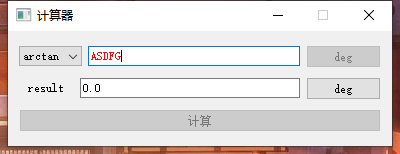 计算器
arctan ASDFG deg
result 0.0 deg
计算